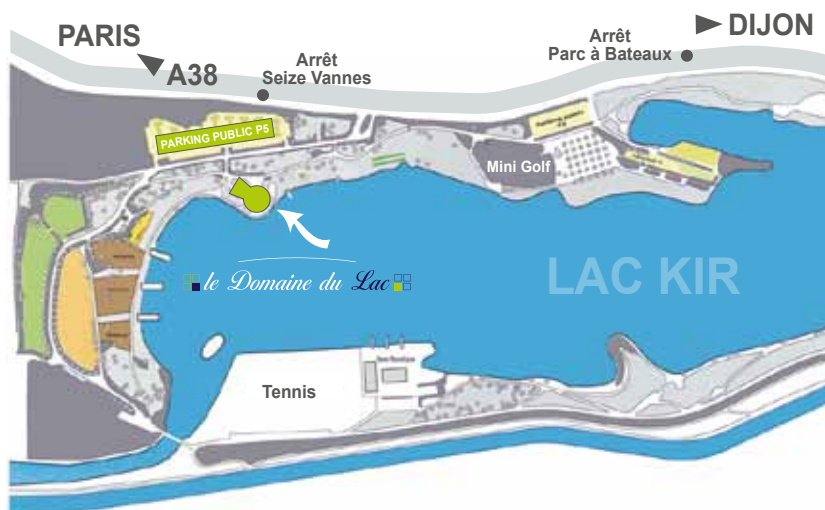 PARIS
A38
Arrêt
Seize Vannes
Arrêt
Parc à Bateaux
DIJON
PARKING PUBLIC P5
Mini Golf
le Domaine du Lac
LAC KIR
Tennis